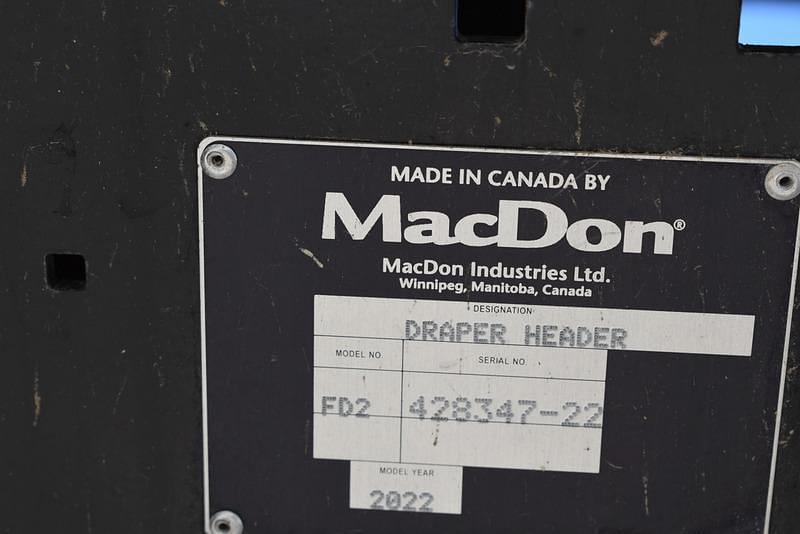 MADE IN CANADA BY
MacDon®
MacDon Industries Ltd.
Winnipeg, Manitoba, Canada
DESIGNATION
DRAPER HEADER
MODEL NO. SERIAL NO.
FD2 428347-22
MODEL YEAR
2022